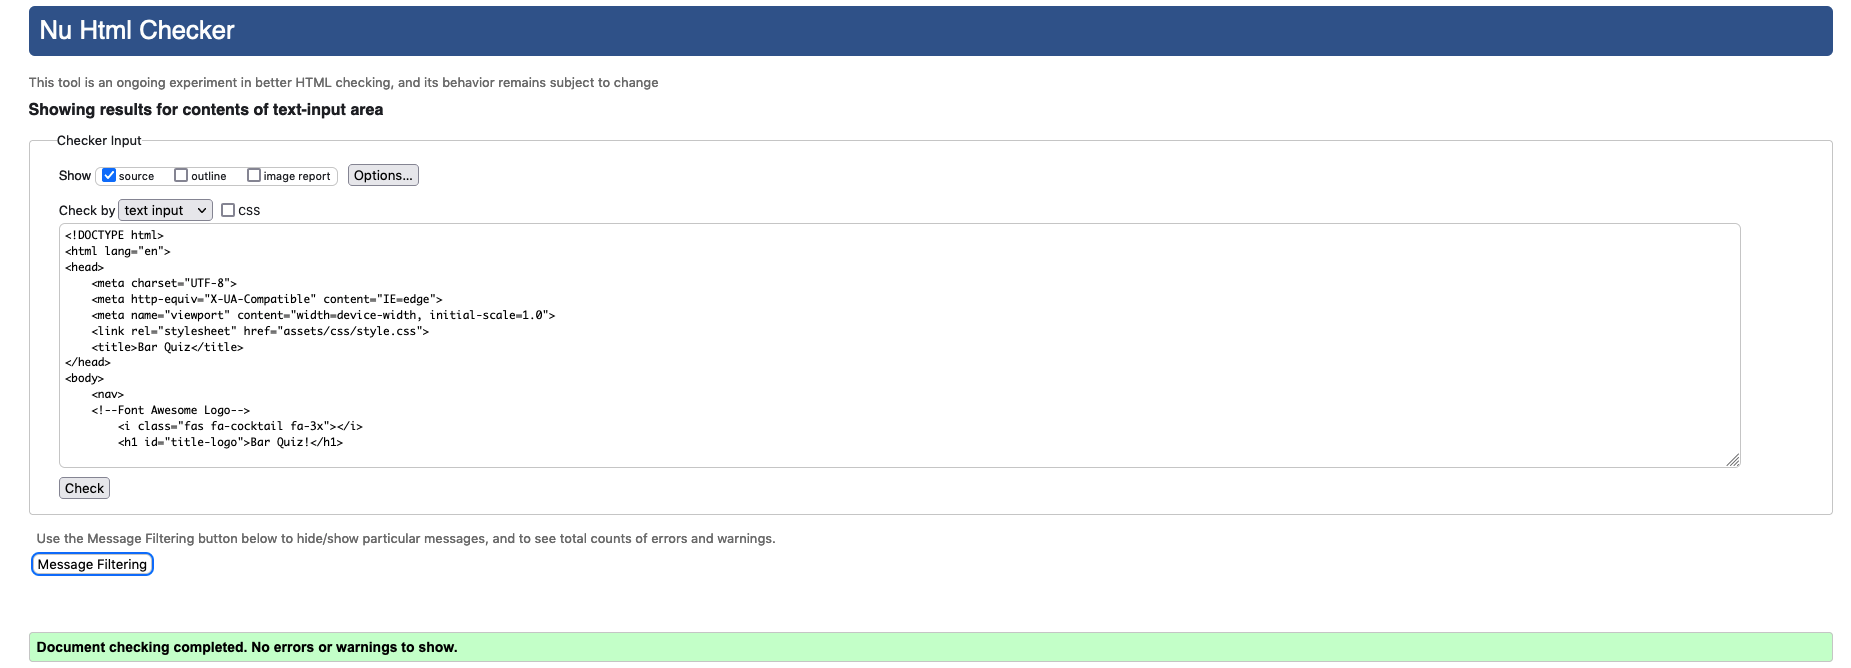 Nu Html Checker
This tool is an ongoing experiment in better HTML checking, and its behavior remains subject to change
Showing results for contents of text-input area
Checker Input
Show source outline image report Options...
Check by text input CSS
<!DOCTYPE html>
<html lang="en">
<head>
    <meta charset="UTF-8">
    <meta http-equiv="X-UA-Compatible" content="IE=edge">
    <meta name="viewport" content="width=device-width, initial-scale=1.0">
    <link rel="stylesheet" href="assets/css/style.css">
    <title>Bar Quiz</title>
</head>
<body>
    <nav>
    <!--Font Awesome Logo-->
        <i class="fas fa-cocktail fa-3x"></i>
        <h1 id="title-logo">Bar Quiz!</h1>
Check
Use the Message Filtering button below to hide/show particular messages, and to see total counts of errors and warnings.
Message Filtering
Document checking completed. No errors or warnings to show.